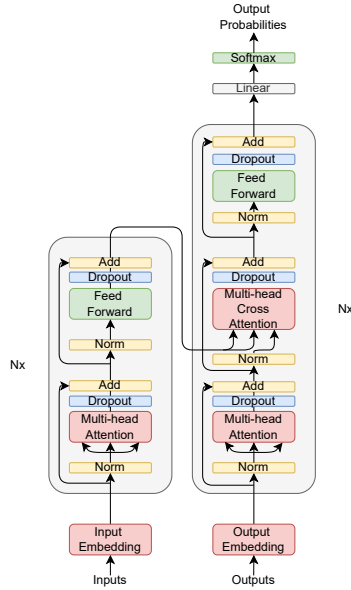 Output
Probabilities
Softmax
Linear
Add
Dropout
Feed
Forward
Norm
Add
Dropout
Multi-head
Cross
Attention
Norm
Add
Dropout
Multi-head
Attention
Norm
Output
Embedding
Outputs
Nx
Add
Dropout
Feed
Forward
Norm
Add
Dropout
Multi-head
Attention
Norm
Input
Embedding
Inputs
Nx